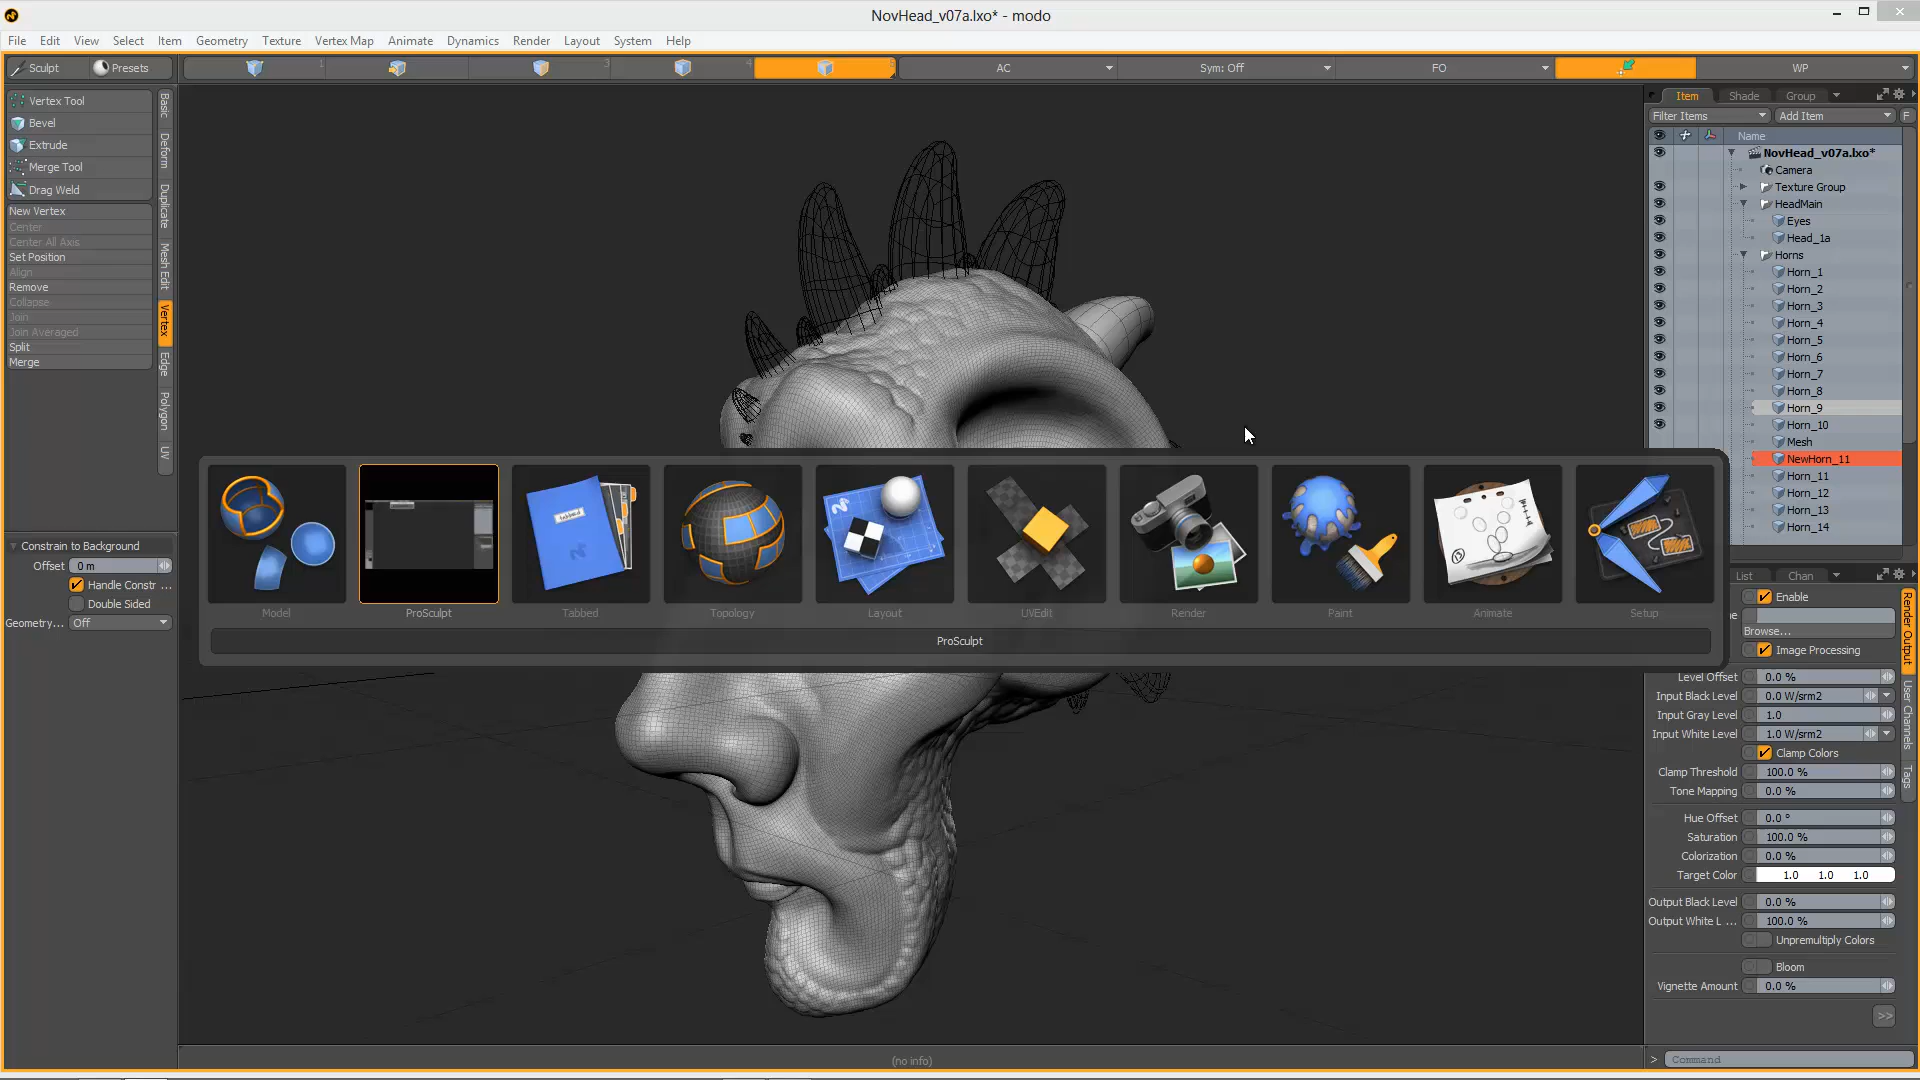 NovHead_v07a.lxo* - modo
File Edit View Select Item Geometry Texture Vertex Map Animate Dynamics Render Layout System Help
Sculpt Presets 1 3 4 AC Sym: Off FO WP
Vertex Tool
Bevel
Extrude
Merge Tool
Drag Weld
New Vertex
Center
Center All Axis
Set Position
Align
Remove
Collapse
Join
Join Averaged
Split
Merge
Basic
Deform
Duplicate
Mesh Edit
Vertex
Edge
Polygon
UV
Constrain to Background
Offset 0 m
Handle Constr ...
Double Sided
Geometry... Off
Item Shade Group
Filter Items Add Item F
Name
NovHead_v07a.lxo*
Camera
Texture Group
HeadMain
Eyes
Head_1a
Horns
Horn_1
Horn_2
Horn_3
Horn_4
Horn_5
Horn_6
Horn_7
Horn_8
Horn_9
Horn_10
Mesh
NewHorn_11
Horn_11
Horn_12
Horn_13
Horn_14
Model ProSculpt Tabbed Topology Layout UVEdit Render Paint Animate Setup
ProSculpt
List Chan
Enable
Browse...
Image Processing
Level Offset 0.0 %
Input Black Level 0.0 W/srm2
Input Gray Level 1.0
Input White Level 1.0 W/srm2
Clamp Colors
Clamp Threshold 100.0 %
Tone Mapping 0.0 %
Hue Offset 0.0 °
Saturation 100.0 %
Colorization 0.0 %
Target Color 1.0 1.0 1.0
Output Black Level 0.0 %
Output White L ... 100.0 %
Unpremultiply Colors
Bloom
Vignette Amount 0.0 %
>>
Render Output
User Channels
Tags
(no info)
> Command